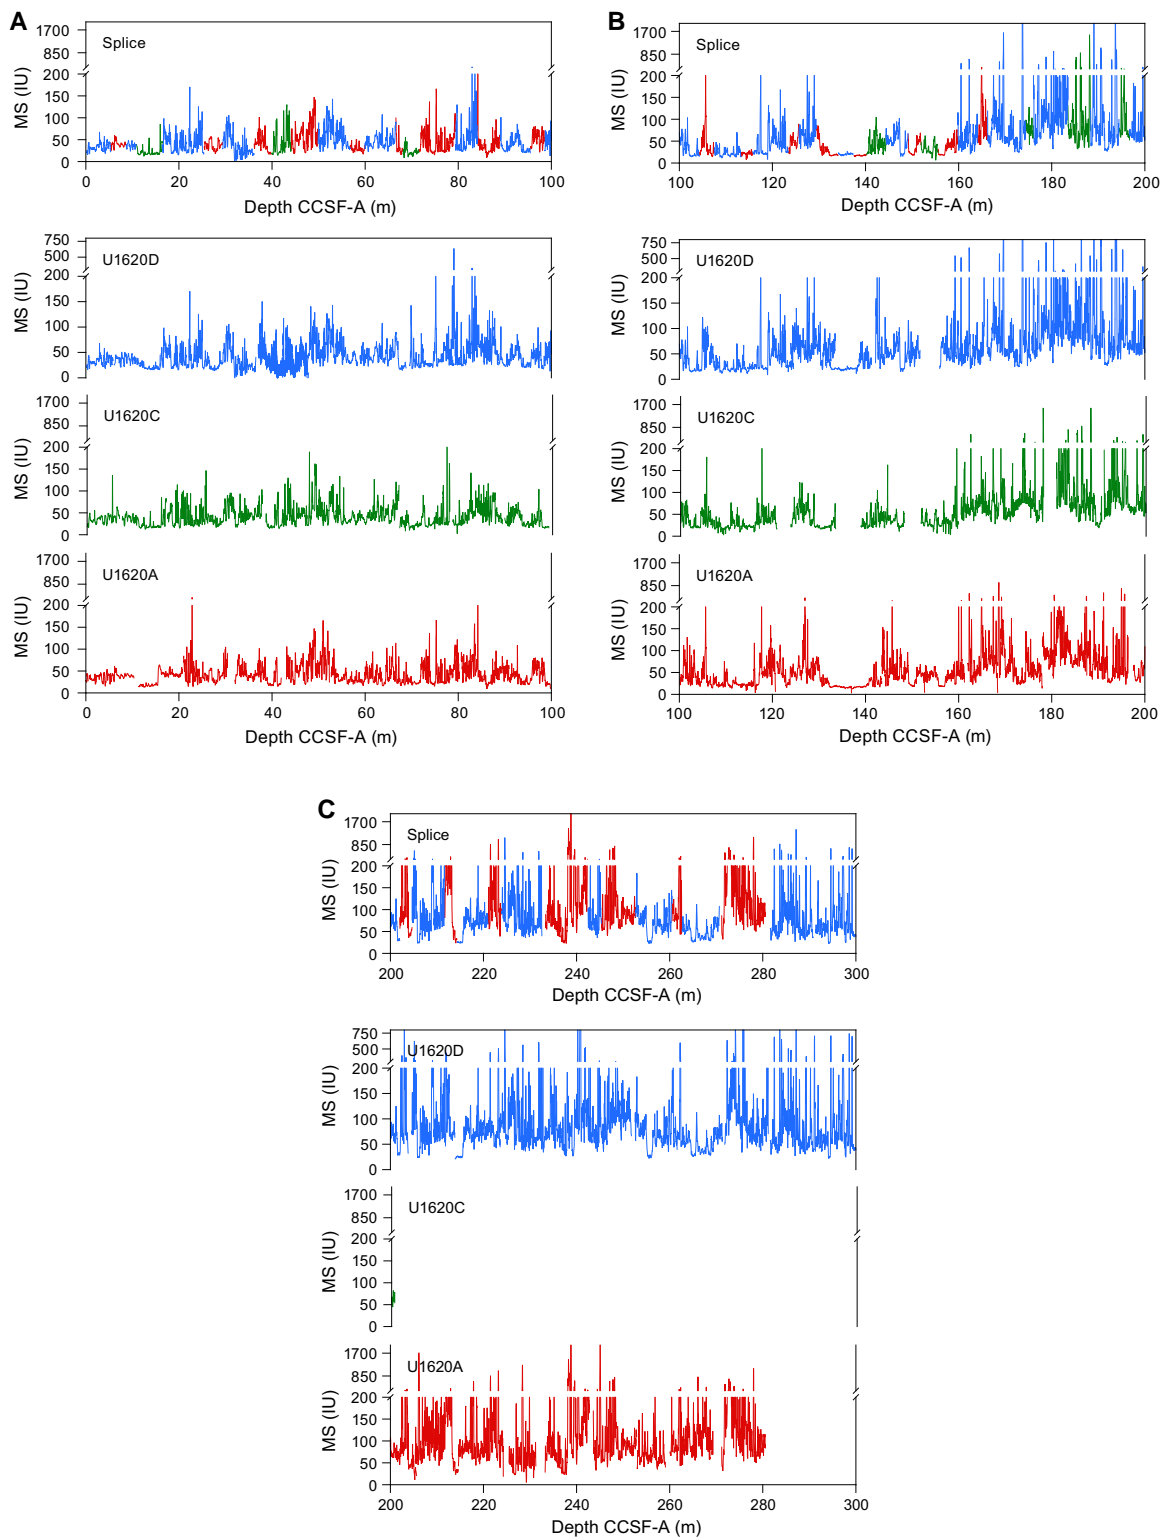 A
1700
850
Splice
200
150
100
50
0
MS (IU)
0 20 40 60 80 100
Depth CCSF-A (m)
750
500
U1620D
200
150
100
50
0
MS (IU)
1700
850
U1620C
200
150
100
50
0
MS (IU)
1700
850
U1620A
200
150
100
50
0
MS (IU)
0 20 40 60 80 100
Depth CCSF-A (m)
B
1700
850
Splice
200
150
100
50
0
MS (IU)
100 120 140 160 180 200
Depth CCSF-A (m)
750
500
U1620D
200
150
100
50
0
MS (IU)
1700
850
U1620C
200
150
100
50
0
MS (IU)
1700
850
U1620A
200
150
100
50
0
MS (IU)
100 120 140 160 180 200
Depth CCSF-A (m)
C
1700
850
Splice
200
150
100
50
0
MS (IU)
200 220 240 260 280 300
Depth CCSF-A (m)
750
500
U1620D
200
150
100
50
0
MS (IU)
1700
850
U1620C
200
150
100
50
0
MS (IU)
1700
850
U1620A
200
150
100
50
0
MS (IU)
200 220 240 260 280 300
Depth CCSF-A (m)